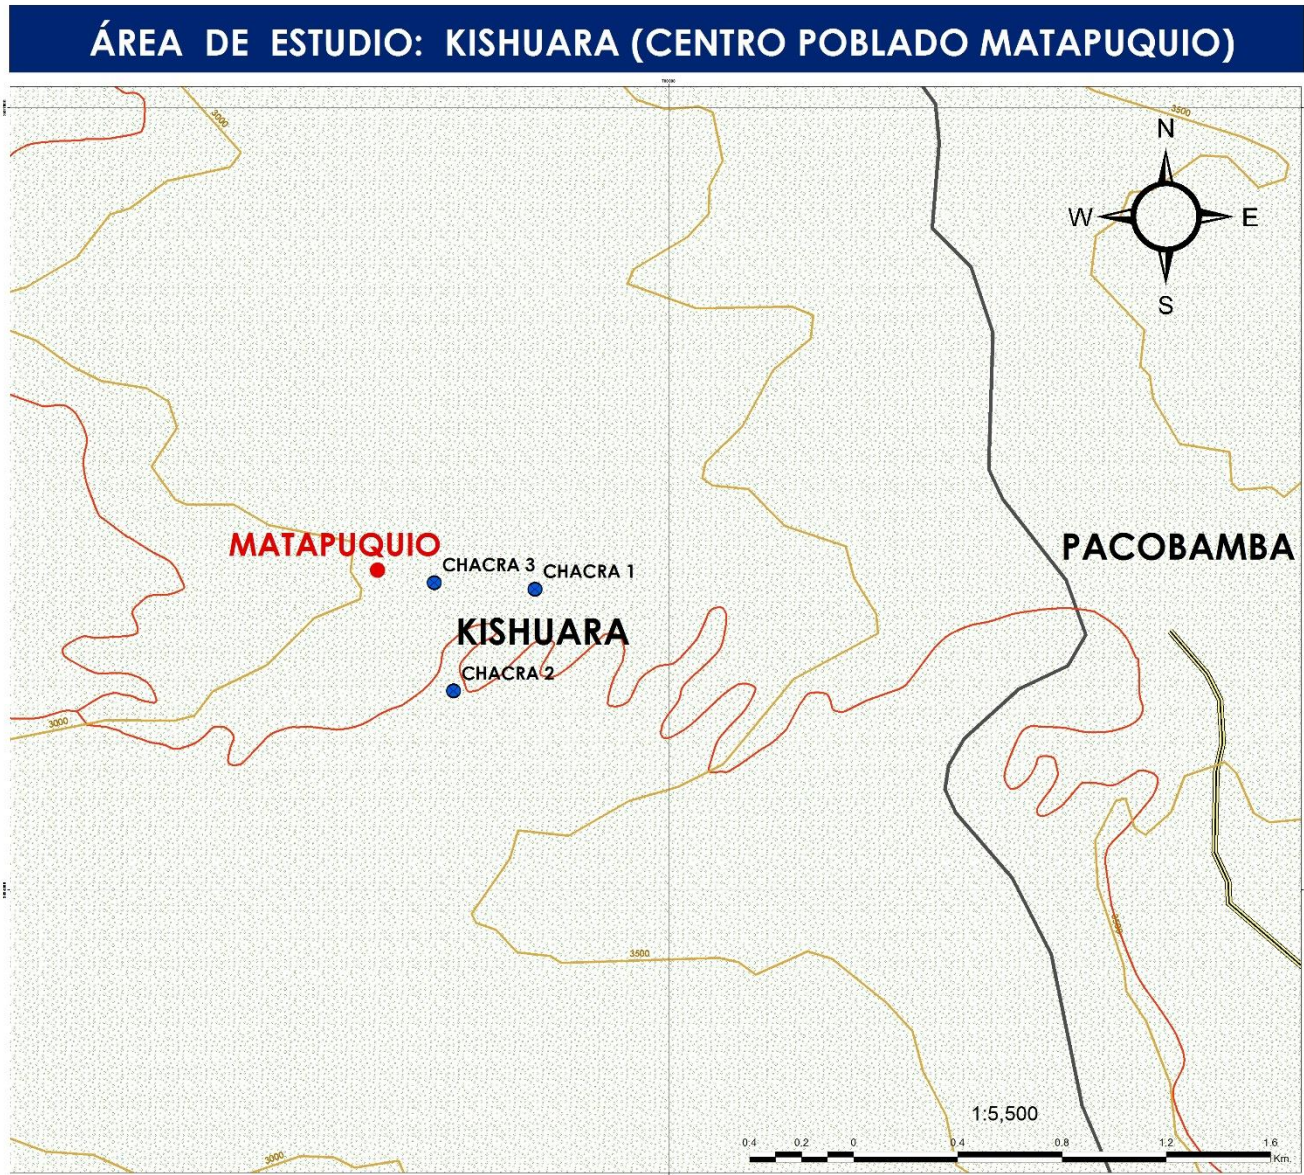 ÁREA DE ESTUDIO: KISHUARA (CENTRO POBLADO MATAPUQUIO)
3000
3500
N
W E
S
MATAPUQUIO
CHACRA 3
CHACRA 1
PACOBAMBA
KISHUARA
CHACRA 2
3000
3500
3500
1:5,500
0.4 0.2 0 0.4 0.8 1.2 1.6
Km.
3000